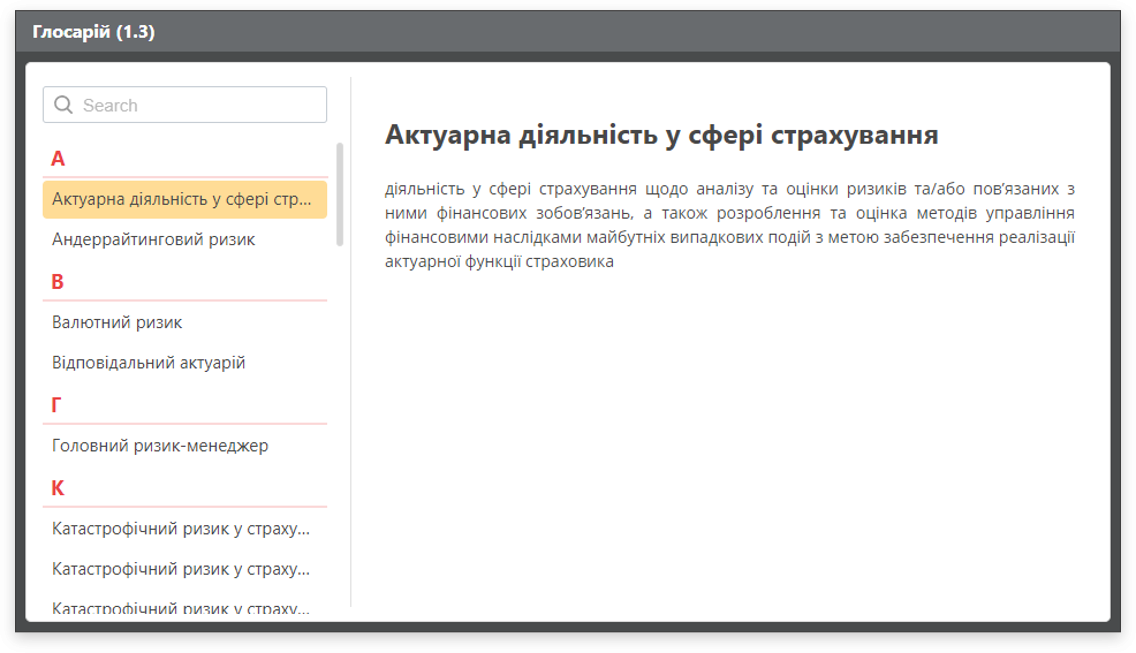 Глосарій (1.3)
Search
А
Актуарна діяльність у сфері стр...
Андеррайтинговий ризик
В
Валютний ризик
Відповідальний актуарій
Г
Головний ризик-менеджер
К
Катастрофічний ризик у страху...
Катастрофічний ризик у страху...
Катастрофічний ризик у страху...
Актуарна діяльність у сфері страхування
діяльність у сфері страхування щодо аналізу та оцінки ризиків та/або пов’язаних з
ними фінансових зобов’язань, а також розроблення та оцінка методів управління
фінансовими наслідками майбутніх випадкових подій з метою забезпечення реалізації
актуарної функції страховика